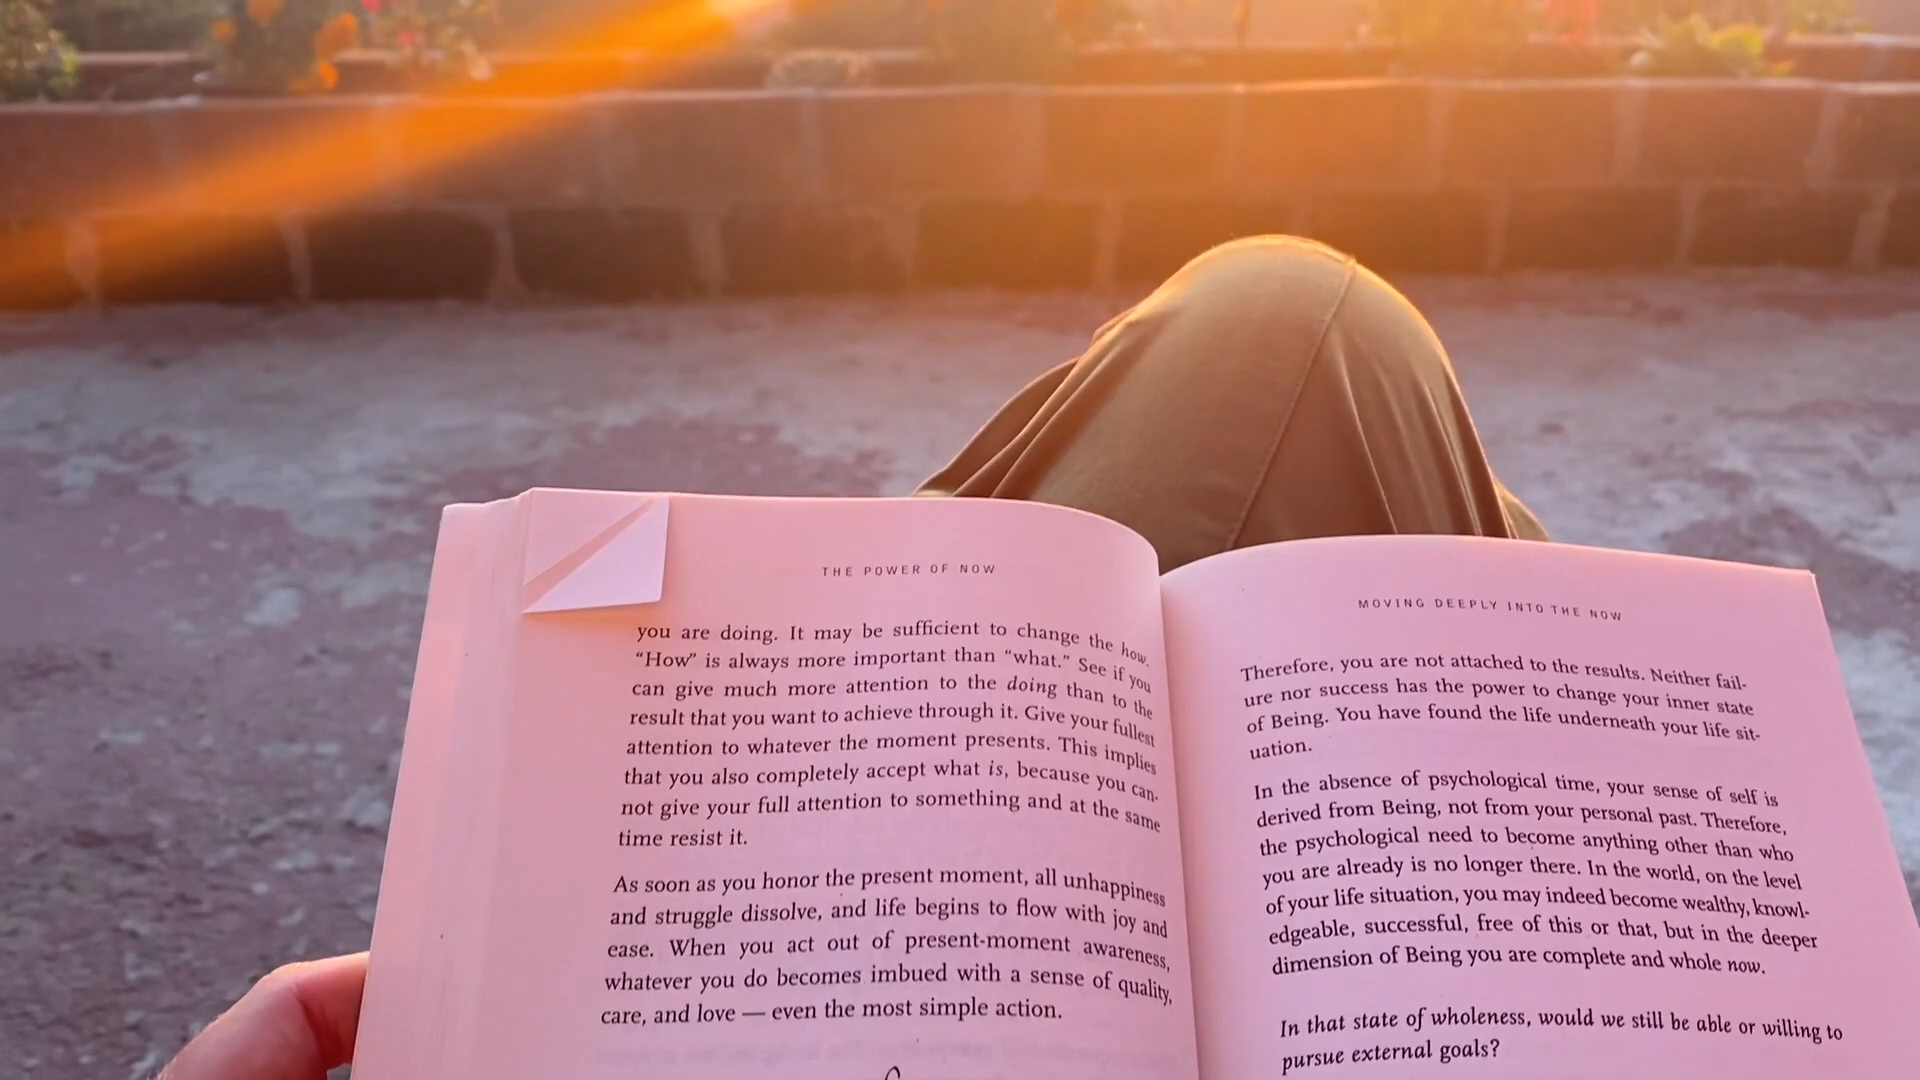 THE POWER OF NOW
you are doing. It may be sufficient to change the how.
“How” is always more important than “what.” See if you
can give much more attention to the doing than to the
result that you want to achieve through it. Give your fullest
attention to whatever the moment presents. This implies
that you also completely accept what is, because you can-
not give your full attention to something and at the same
time resist it.
As soon as you honor the present moment, all unhappiness
and struggle dissolve, and life begins to flow with joy and
ease. When you act out of present-moment awareness,
whatever you do becomes imbued with a sense of quality,
care, and love — even the most simple action.
MOVING DEEPLY INTO THE NOW
Therefore, you are not attached to the results. Neither fail-
ure nor success has the power to change your inner state
of Being. You have found the life underneath your life sit-
uation.
In the absence of psychological time, your sense of self is
derived from Being, not from your personal past. Therefore,
the psychological need to become anything other than who
you are already is no longer there. In the world, on the level
of your life situation, you may indeed become wealthy, knowl-
edgeable, successful, free of this or that, but in the deeper
dimension of Being you are complete and whole now.
In that state of wholeness, would we still be able or willing to
pursue external goals?